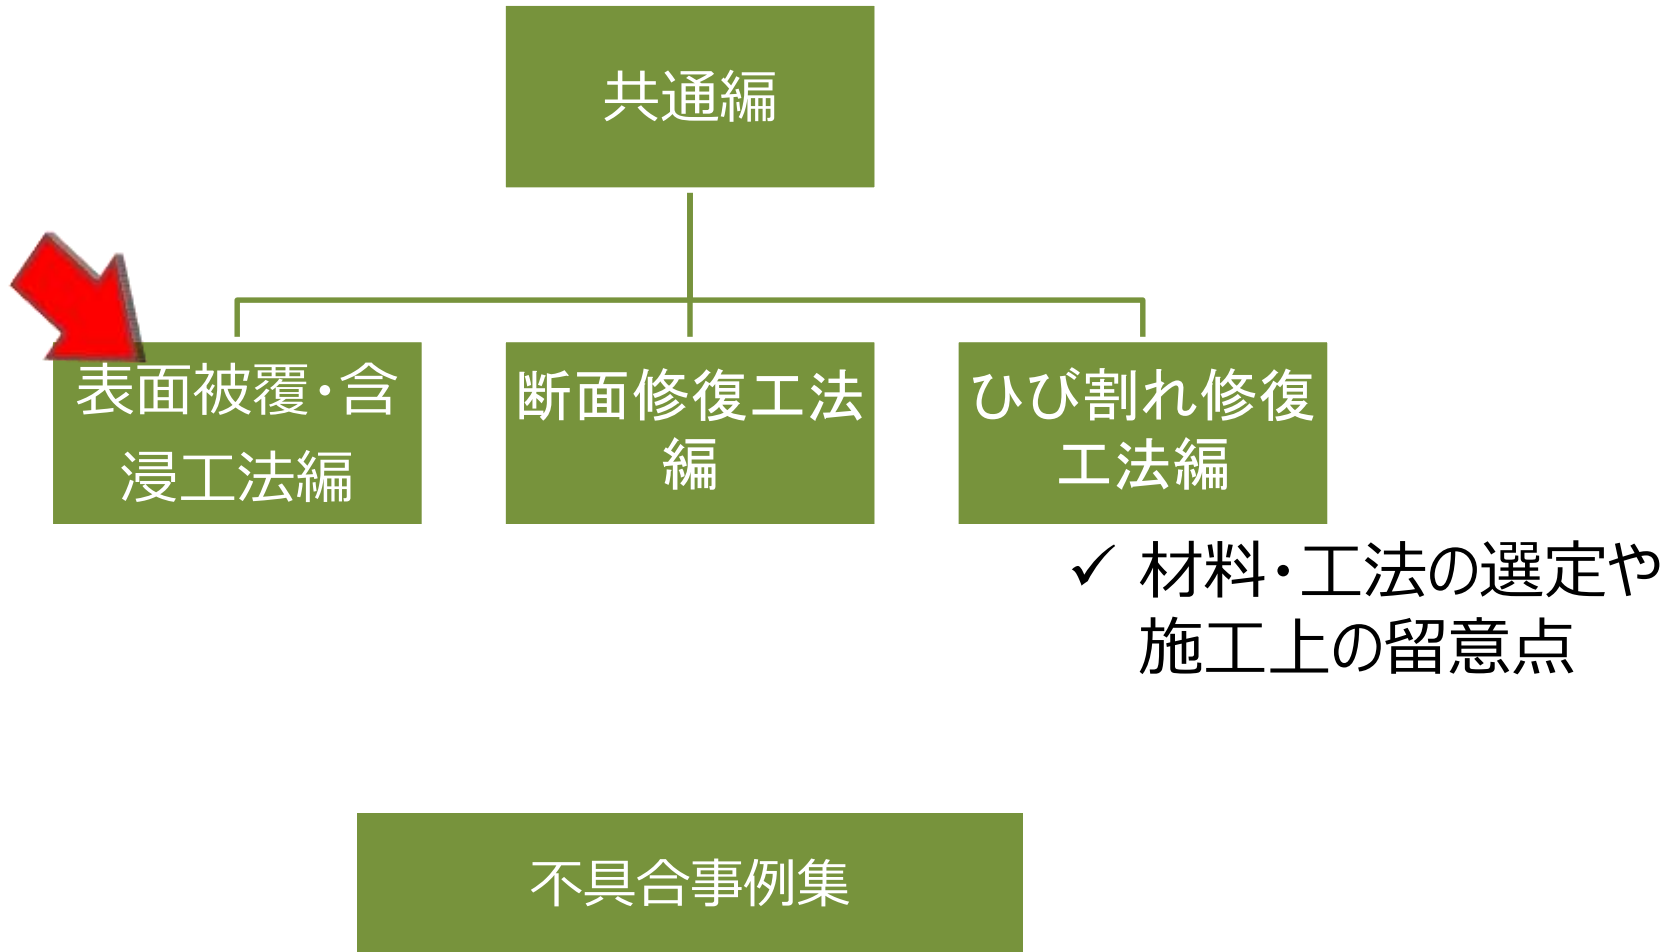 共通編
表面被覆・含
浸工法編
断面修復工法
編
ひび割れ修復
工法編
✓ 材料・工法の選定や
施工上の留意点
不具合事例集